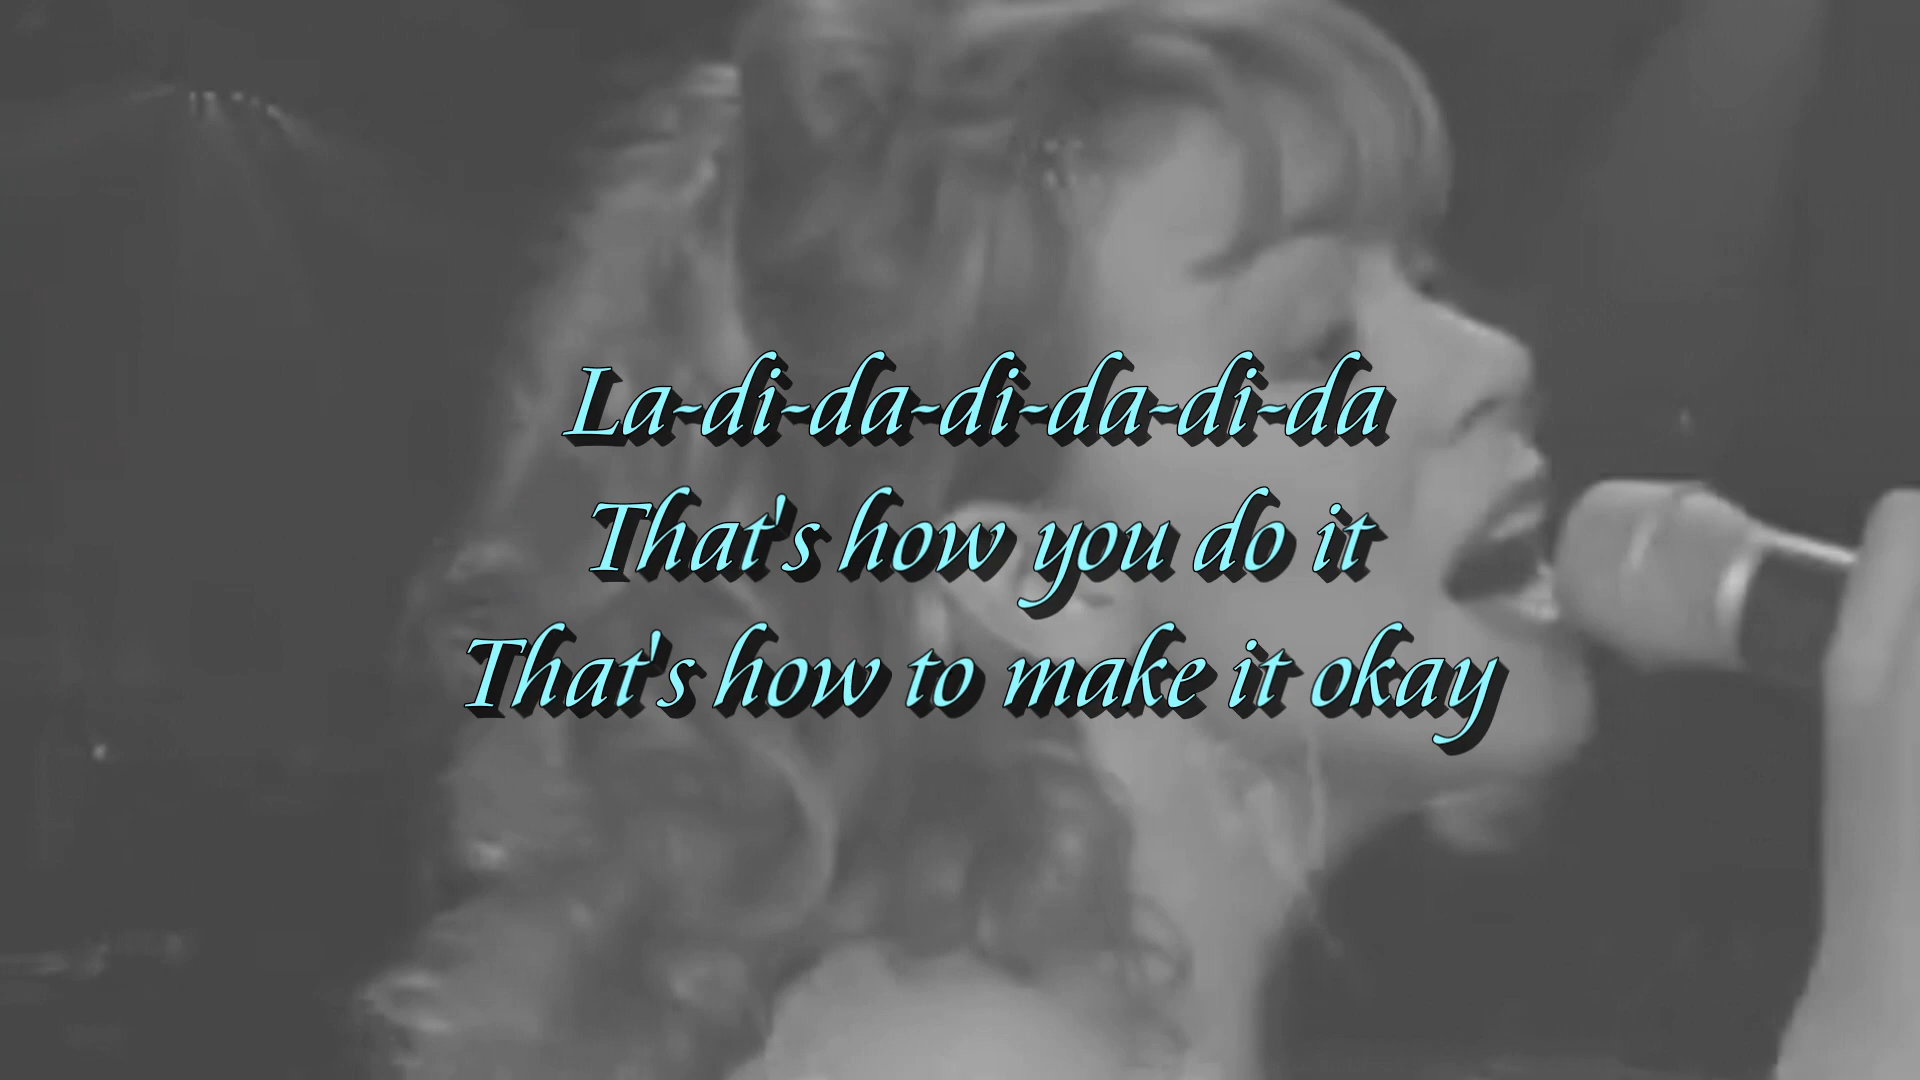 La-di-da-di-da-di-da
That's how you do it
That's how to make it okay